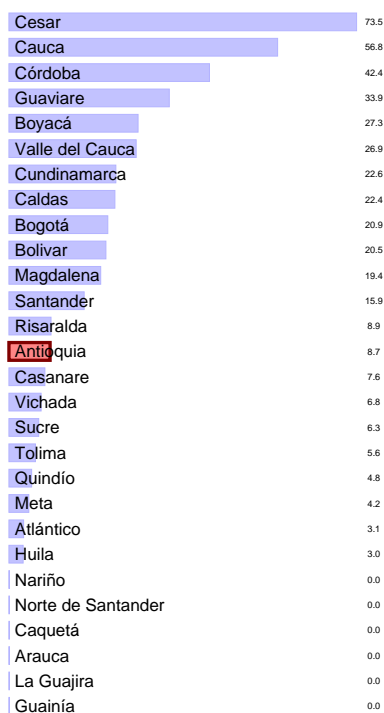 Cesar 73.5
Cauca 56.8
Córdoba 42.4
Guaviare 33.9
Boyacá 27.3
Valle del Cauca 26.9
Cundinamarca 22.6
Caldas 22.4
Bogotá 20.9
Bolivar 20.5
Magdalena 19.4
Santander 15.9
Risaralda 8.9
Antioquia 8.7
Casanare 7.6
Vichada 6.8
Sucre 6.3
Tolima 5.6
Quindío 4.8
Meta 4.2
Atlántico 3.1
Huila 3.0
Nariño 0.0
Norte de Santander 0.0
Caquetá 0.0
Arauca 0.0
La Guajira 0.0
Guainía 0.0